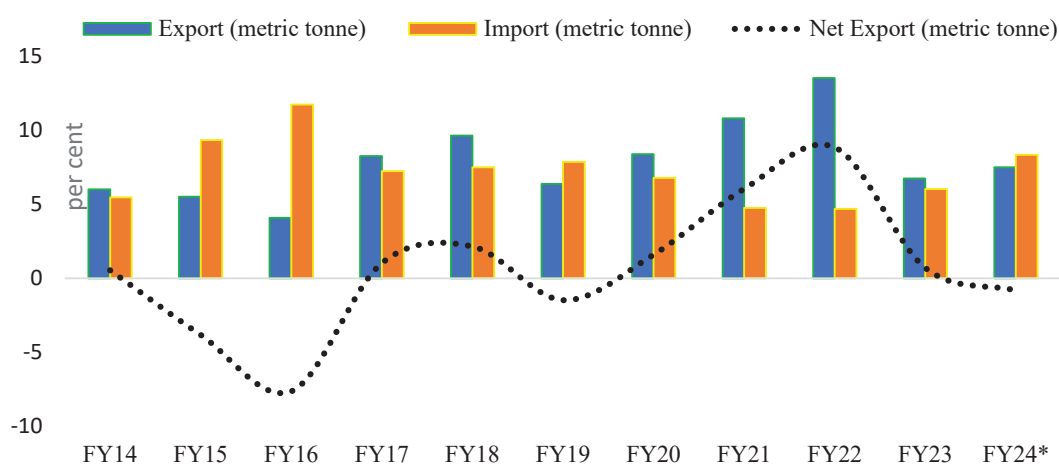 Export (metric tonne) Import (metric tonne) Net Export (metric tonne)
15
10
5
0
-5
-10
per cent
FY14 FY15 FY16 FY17 FY18 FY19 FY20 FY21 FY22 FY23 FY24*